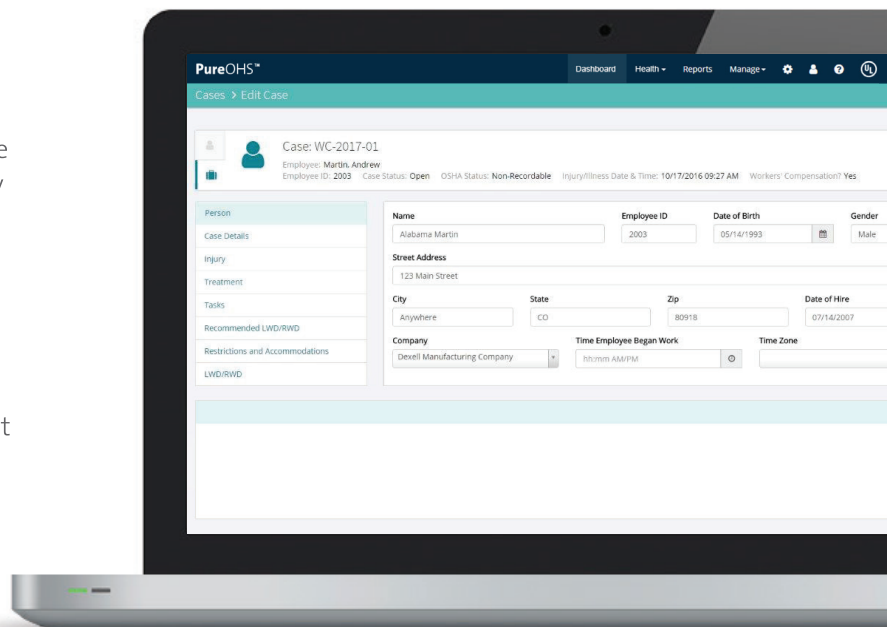 PureOHS™ Dashboard Health Reports Manage UL
Cases > Edit Case
Case: WC-2017-01
Employee: Martin, Andrew
Employee ID: 2003 Case Status: Open OSHA Status: Non-Recordable Injury/Illness Date & Time: 10/17/2016 09:27 AM Workers' Compensation? Yes
Person
Case Details
Injury
Treatment
Tasks
Recommended LWD/RWD
Restrictions and Accommodations
LWD/RWD
Name Employee ID Date of Birth Gender
Alabama Martin 2003 05/14/1993 Male
Street Address
123 Main Street
City State Zip Date of Hire
Anywhere CO 80918 07/14/2007
Company Time Employee Began Work Time Zone
Dexell Manufacturing Company hh:mm AM/PM